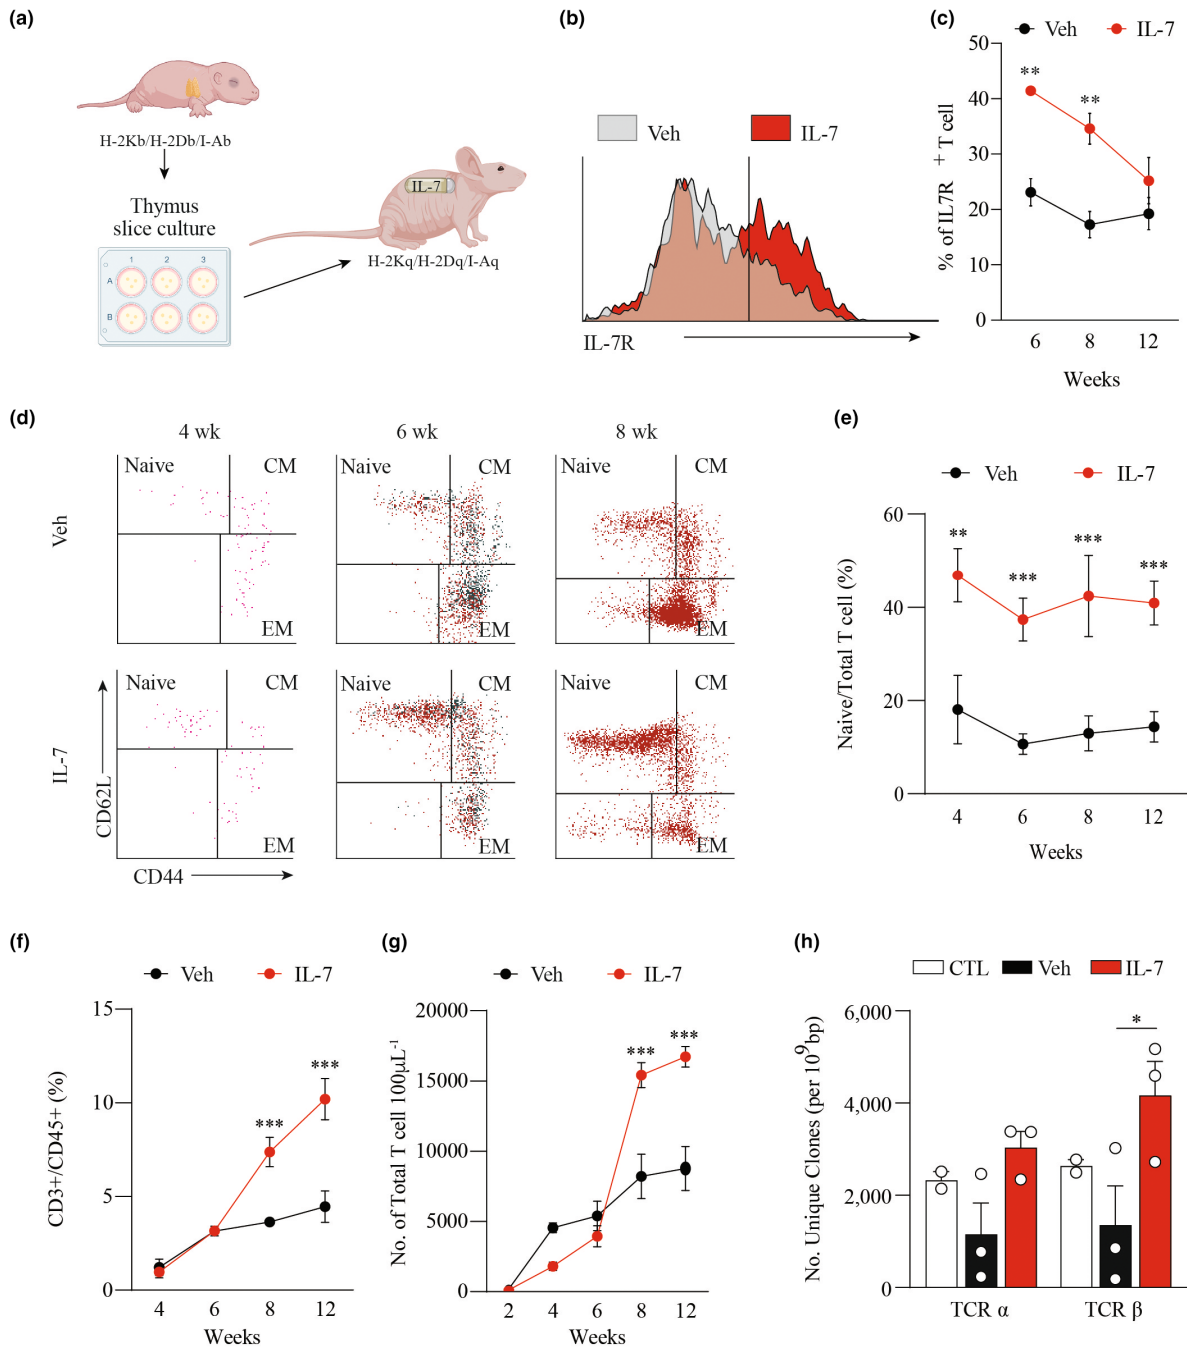 (a)
H-2Kb/H-2Db/I-Ab
Thymus
slice culture
1 2 3
A
B
IL-7
H-2Kq/H-2Dq/I-Aq
(b)
Veh IL-7
IL-7R
(c)
Veh IL-7
% of IL7R + T cell
50
40
30
20
10
0
** **
6 8 12
Weeks
(d)
4 wk 6 wk 8 wk
Veh
Naive CM
EM
Naive CM
EM
Naive CM
EM
IL-7
Naive CM
EM
Naive CM
EM
Naive CM
EM
CD62L
CD44
(e)
Veh IL-7
Naive/Total T cell (%)
60
40
20
0
** *** *** ***
4 6 8 12
Weeks
(f)
Veh IL-7
CD3+/CD45+ (%)
15
10
5
0
*** ***
4 6 8 12
Weeks
(g)
Veh IL-7
No. of Total T cell 100μL-1
20000
15000
10000
5000
0
*** ***
2 4 6 8 12
Weeks
(h)
CTL Veh IL-7
No. Unique Clones (per 10⁹bp)
6,000
4,000
2,000
0
*
TCR α TCR β